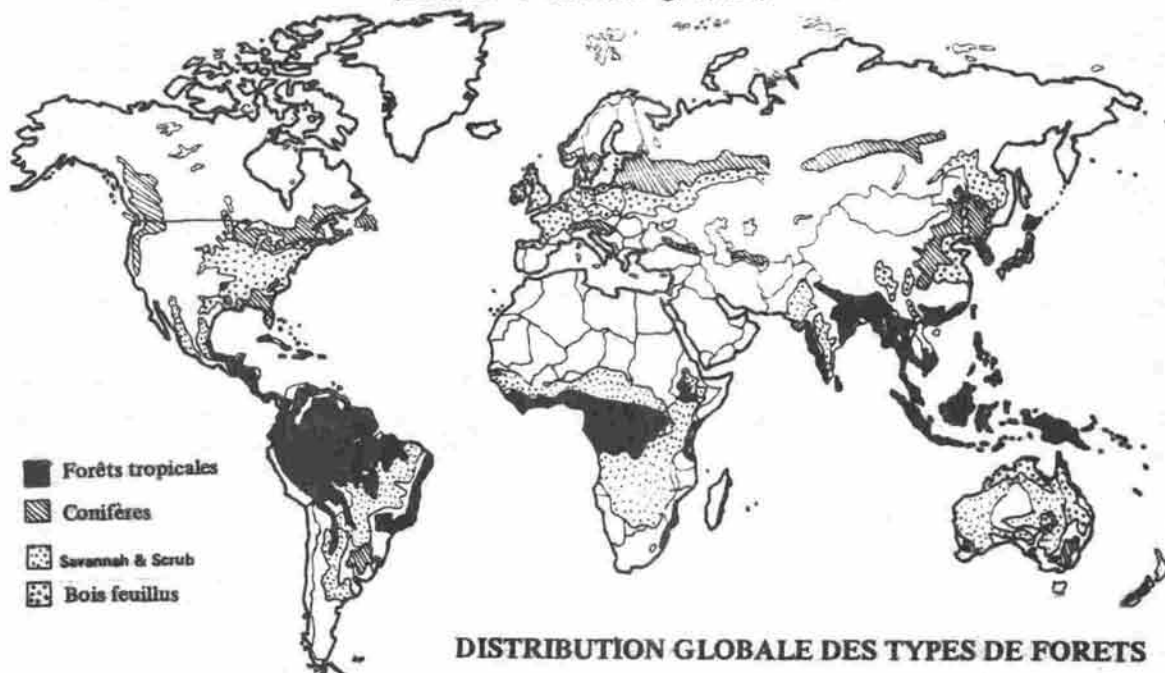 Forêts tropicales
Conifères
Savannah & Scrub
Bois feuillus
DISTRIBUTION GLOBALE DES TYPES DE FORETS